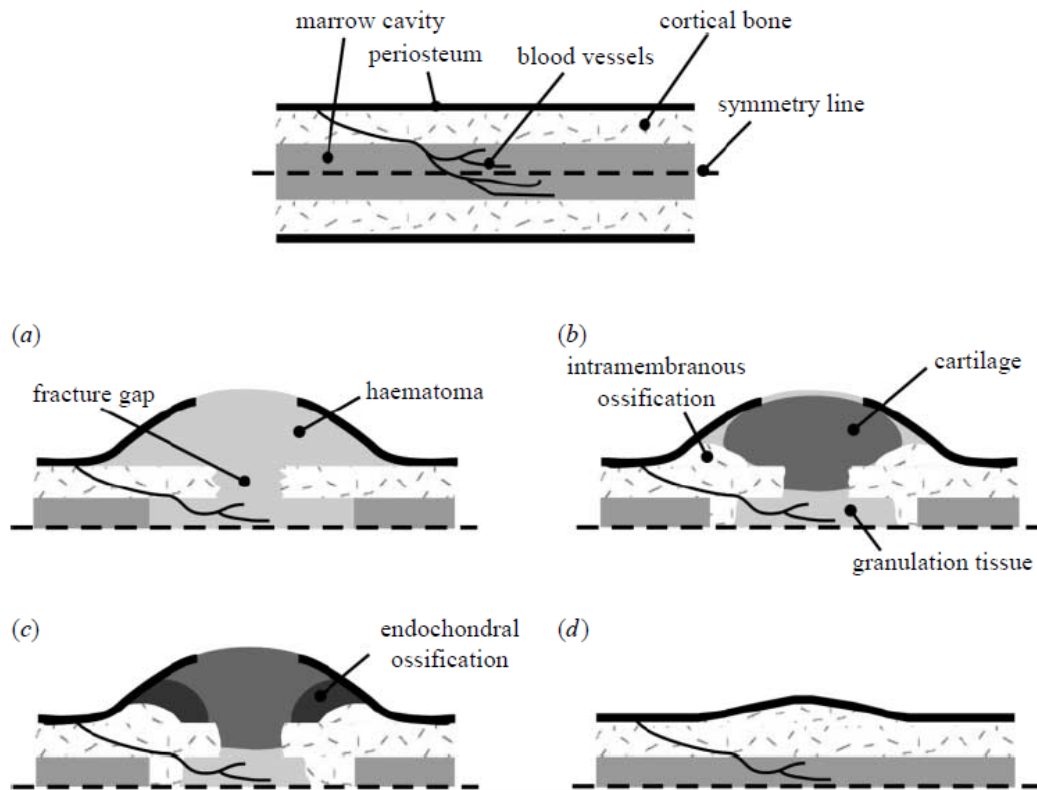 marrow cavity
periosteum
blood vessels
cortical bone
symmetry line
(a)
fracture gap
haematoma
(b)
intramembranous
ossification
cartilage
granulation tissue
(c)
endochondral
ossification
(d)